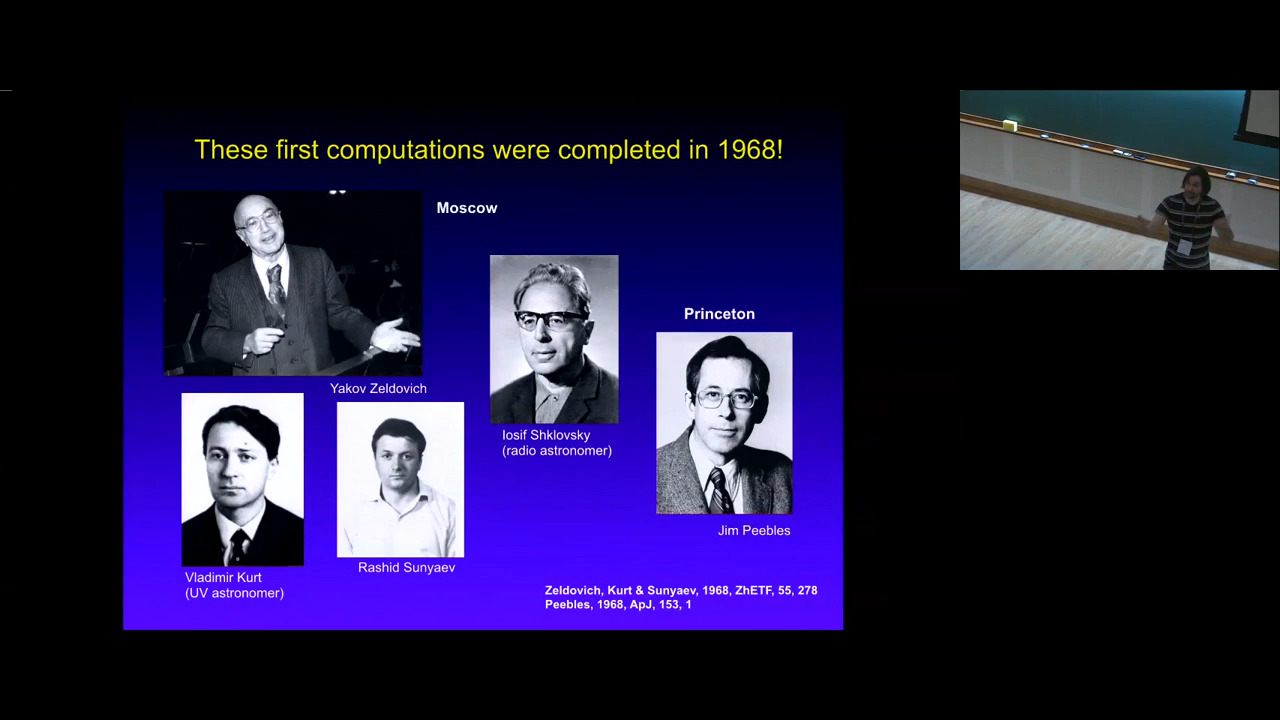 These first computations were completed in 1968!
Moscow
Yakov Zeldovich
Iosif Shklovsky
(radio astronomer)
Princeton
Jim Peebles
Vladimir Kurt
(UV astronomer)
Rashid Sunyaev
Zeldovich, Kurt & Sunyaev, 1968, ZhETF, 55, 278
Peebles, 1968, ApJ, 153, 1